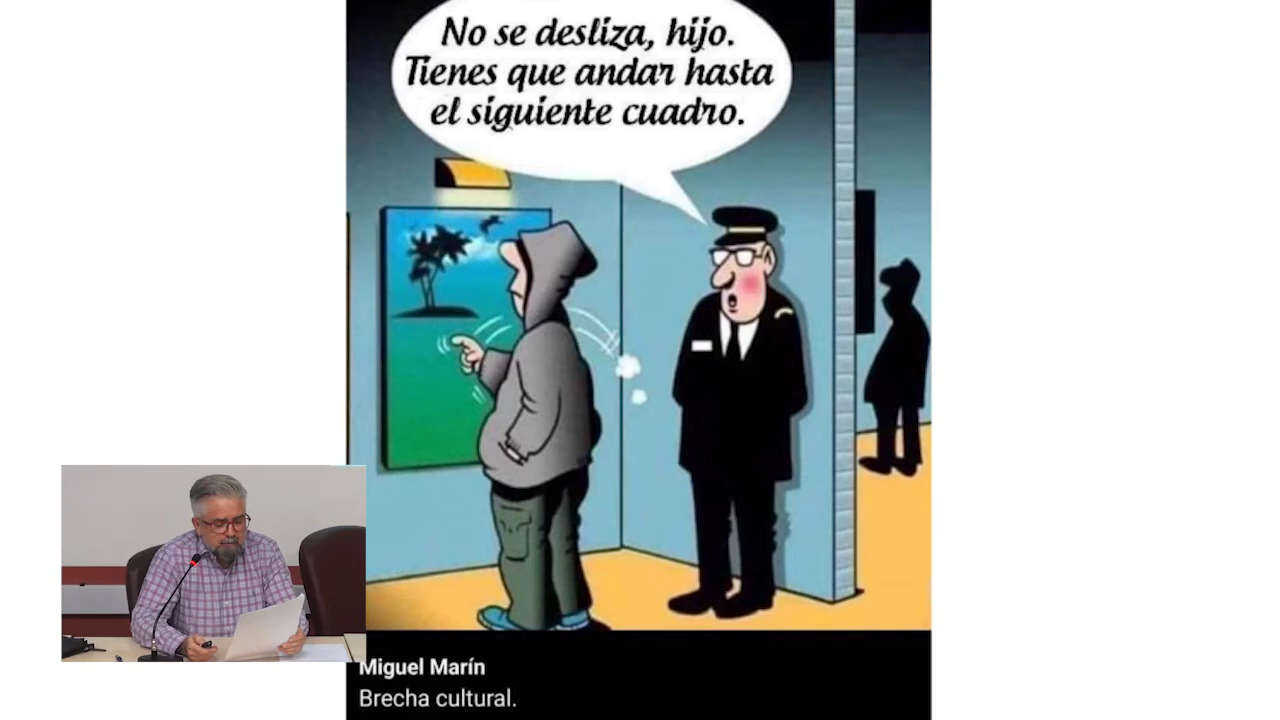 No se desliza, hijo.
Tienes que andar hasta
el siguiente cuadro.
Miguel Marín
Brecha cultural.